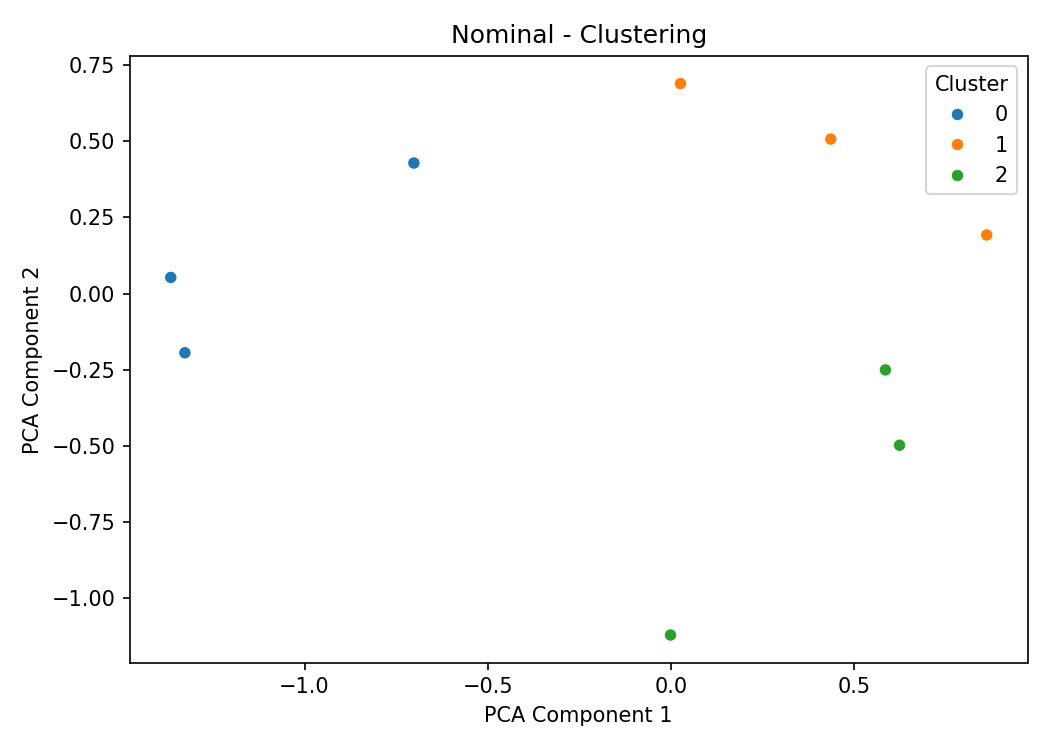 Nominal - Clustering
Cluster
0
1
2
0.75
0.50
0.25
0.00
−0.25
−0.50
−0.75
−1.00
PCA Component 2
−1.0 −0.5 0.0 0.5
PCA Component 1